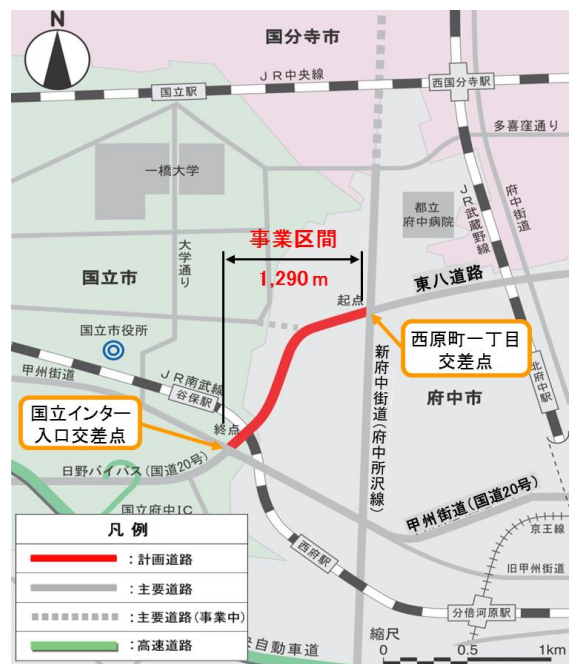 N
国分寺市
JR中央線
国立駅
西国分寺駅
多喜窪通り
一橋大学
都立
府中病院
JR武蔵野線
府中街道
大学通り
事業区間
1,290m
国立市
起点
東八道路
国立市役所
西原町一丁目
交差点
甲州街道
JR南武線
谷保駅
新府中街道(府中所沢線)
府中市
北府中駅
国立インター
入口交差点
終点
日野バイパス(国道20号)
甲州街道(国道20号)
国立府中IC
京王線
凡例
:計画道路
:主要道路
:主要道路(事業中)
:高速道路
西府駅
旧甲州街道
分倍河原駅
央自動車道
縮尺
0 0.5 1km